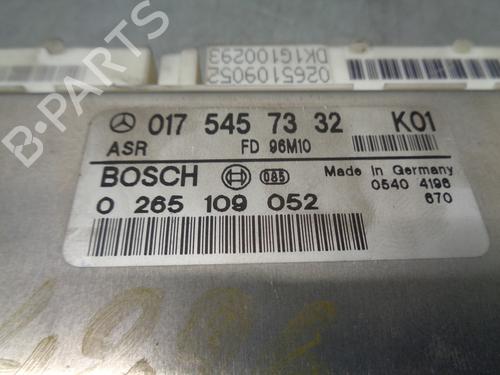 0265109052
DK1G100293
017 545 73 32 K01
ASR FD 96M10
BOSCH 085 Made in Germany
0 265 109 052 0540 4196
670
B-PARTS